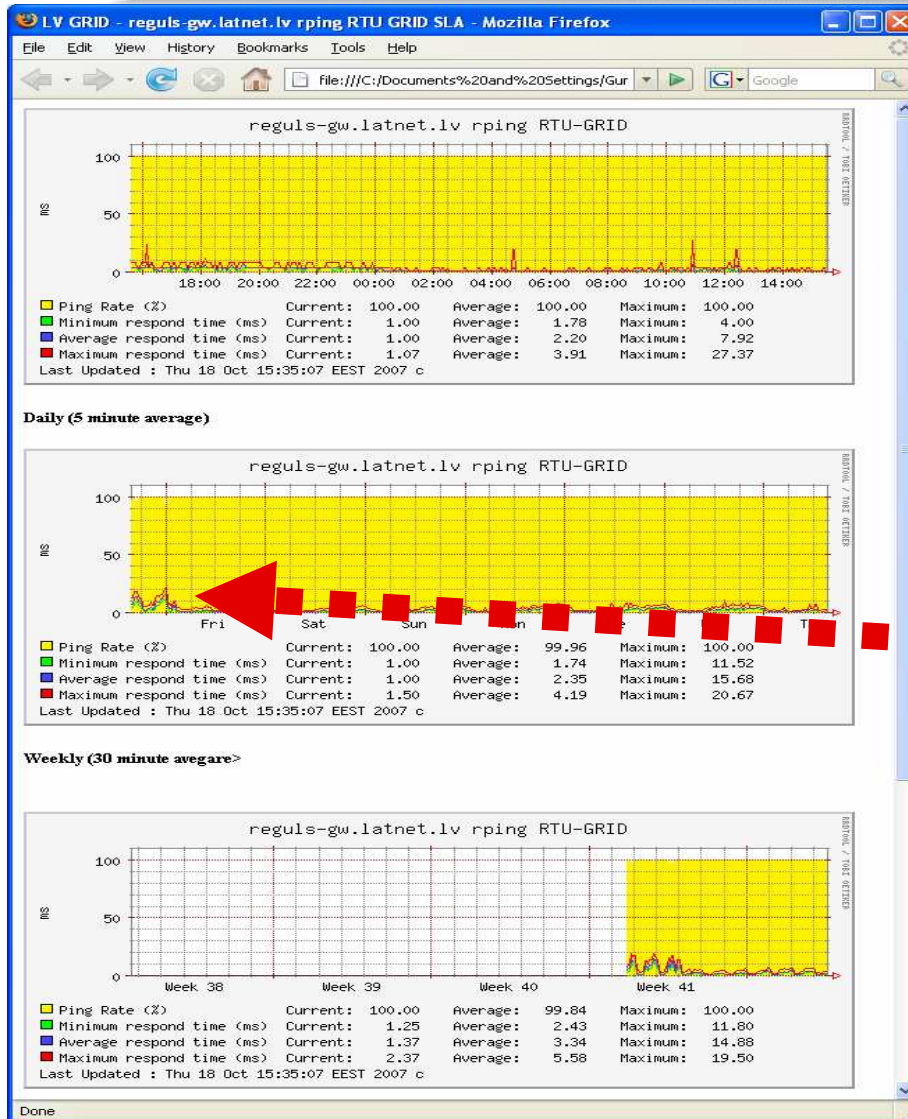 LV GRID - reguls-gw.latnet.lv rping RTU GRID SLA - Mozilla Firefox
File Edit View History Bookmarks Tools Help
file:///C:/Documents%20and%20Settings/Gur G Google
reguls-gw.latnet.lv rping RTU-GRID
RRDTOOL / TOBI OETIKER
100
ms
50
0
18:00 20:00 22:00 00:00 02:00 04:00 06:00 08:00 10:00 12:00 14:00
Ping Rate (%) Current: 100.00 Average: 100.00 Maximum: 100.00
Minimum respond time (ms) Current: 1.00 Average: 1.78 Maximum: 4.00
Average respond time (ms) Current: 1.00 Average: 2.20 Maximum: 7.92
Maximum respond time (ms) Current: 1.07 Average: 3.91 Maximum: 27.37
Last Updated : Thu 18 Oct 15:35:07 EEST 2007 c
Daily (5 minute average)
reguls-gw.latnet.lv rping RTU-GRID
RRDTOOL / TOBI OETIKER
100
ms
50
0
Fri Sat Sun
Ping Rate (%) Current: 100.00 Average: 99.96 Maximum: 100.00
Minimum respond time (ms) Current: 1.00 Average: 1.74 Maximum: 11.52
Average respond time (ms) Current: 1.00 Average: 2.35 Maximum: 15.68
Maximum respond time (ms) Current: 1.50 Average: 4.19 Maximum: 20.67
Last Updated : Thu 18 Oct 15:35:07 EEST 2007 c
Weekly (30 minute avegare>
reguls-gw.latnet.lv rping RTU-GRID
RRDTOOL / TOBI OETIKER
100
ms
50
0
Week 38 Week 39 Week 40 Week 41
Ping Rate (%) Current: 100.00 Average: 99.84 Maximum: 100.00
Minimum respond time (ms) Current: 1.25 Average: 2.43 Maximum: 11.80
Average respond time (ms) Current: 1.37 Average: 3.34 Maximum: 14.88
Maximum respond time (ms) Current: 2.37 Average: 5.58 Maximum: 19.50
Last Updated : Thu 18 Oct 15:35:07 EEST 2007 c
Done